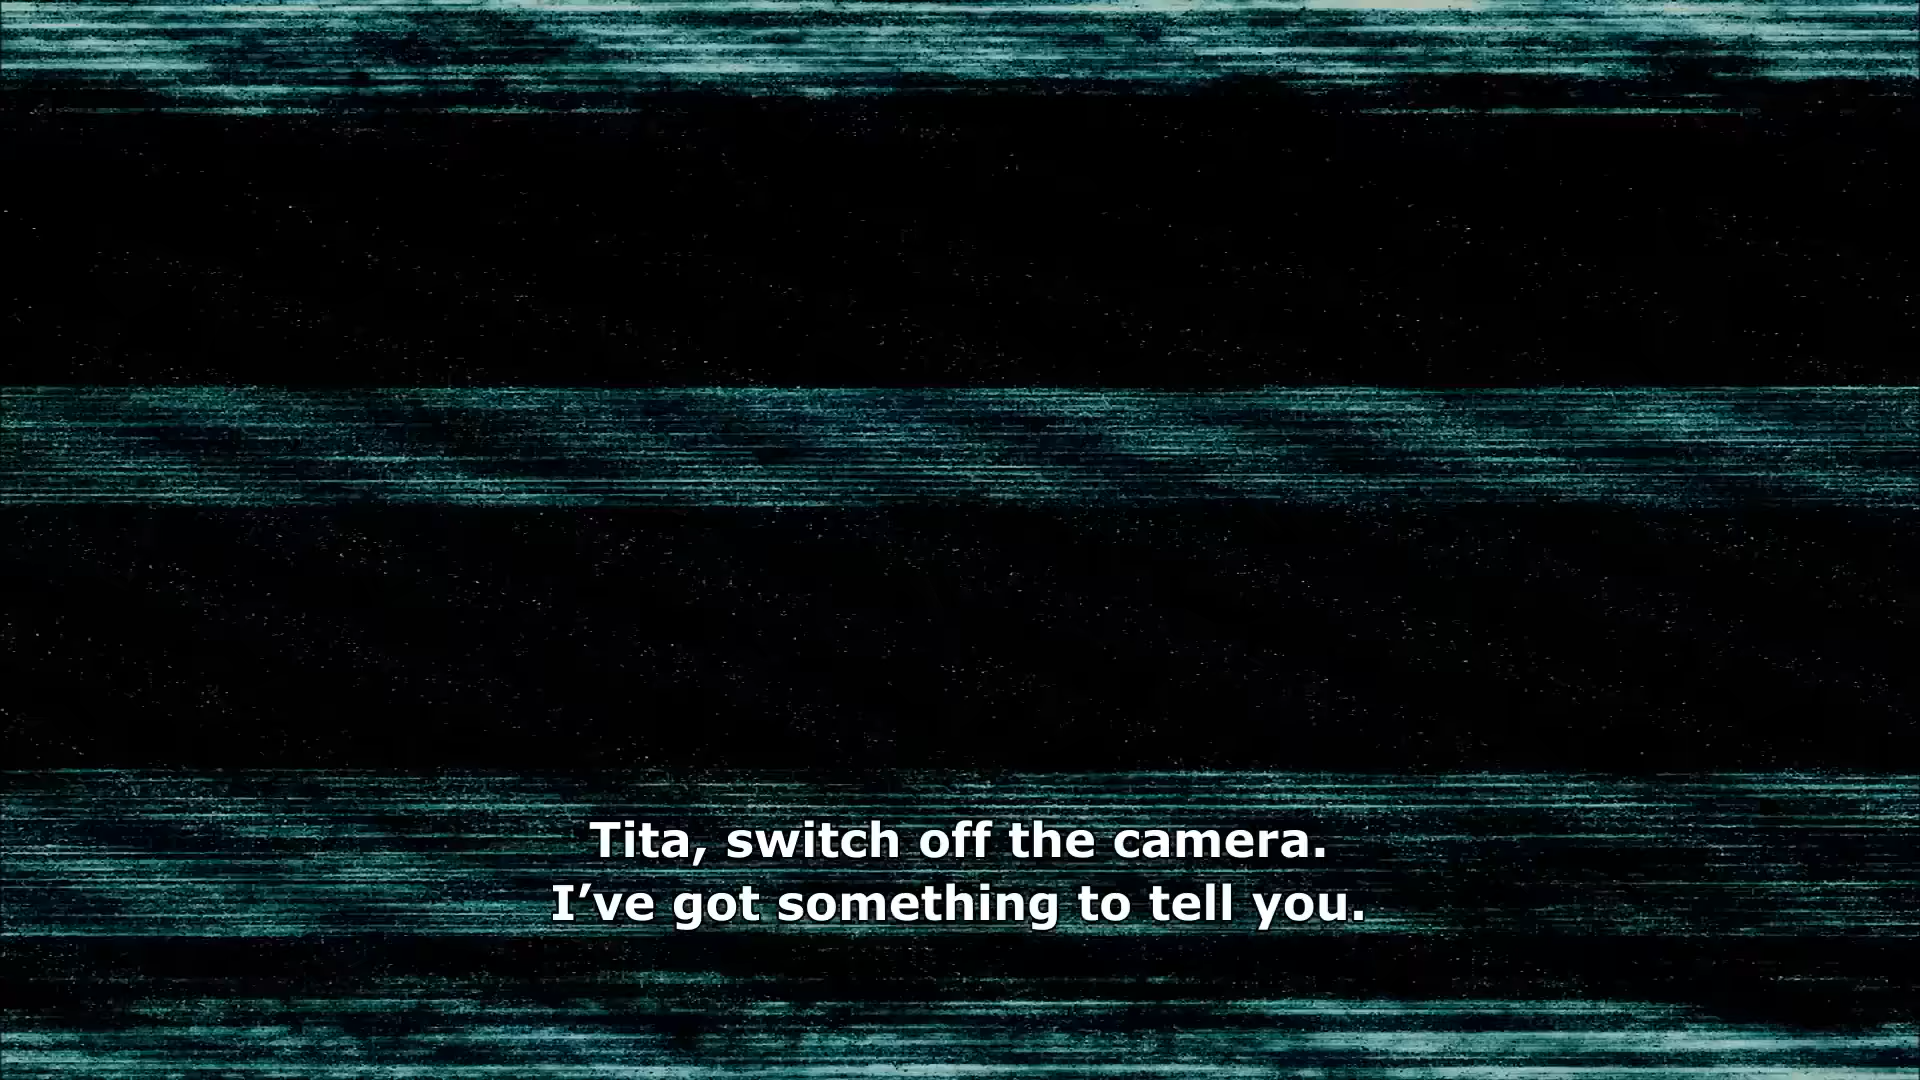 Tita, switch off the camera.
I’ve got something to tell you.